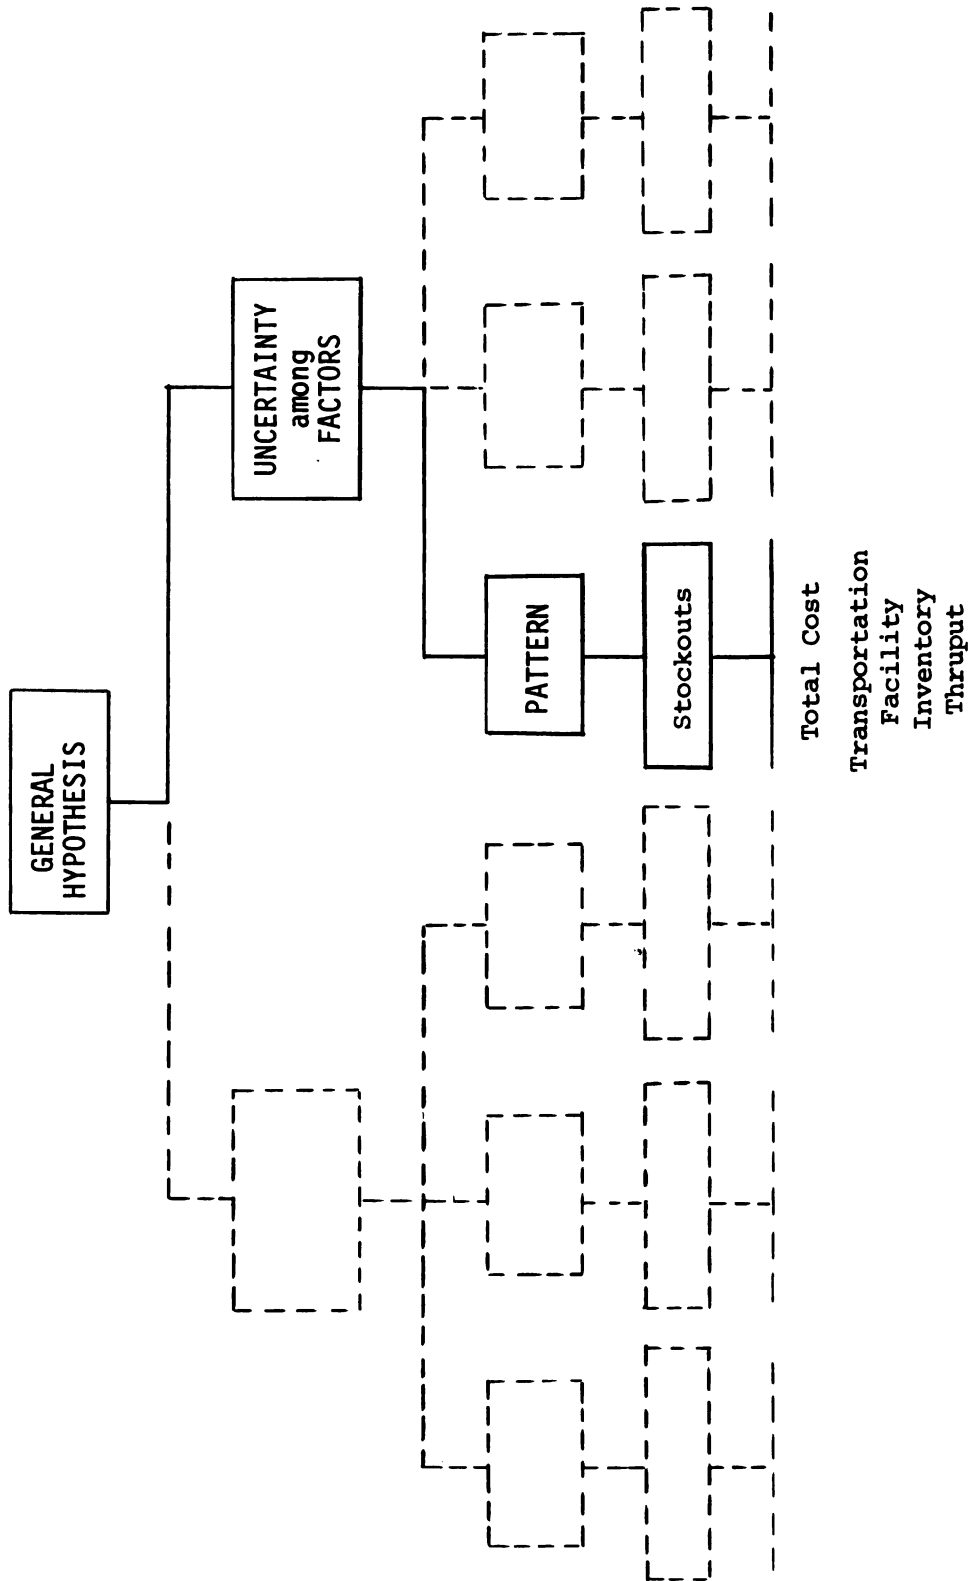 GENERAL
HYPOTHESIS
UNCERTAINTY
among
FACTORS
PATTERN
Stockouts
Total Cost
Transportation
Facility
Inventory
Thruput